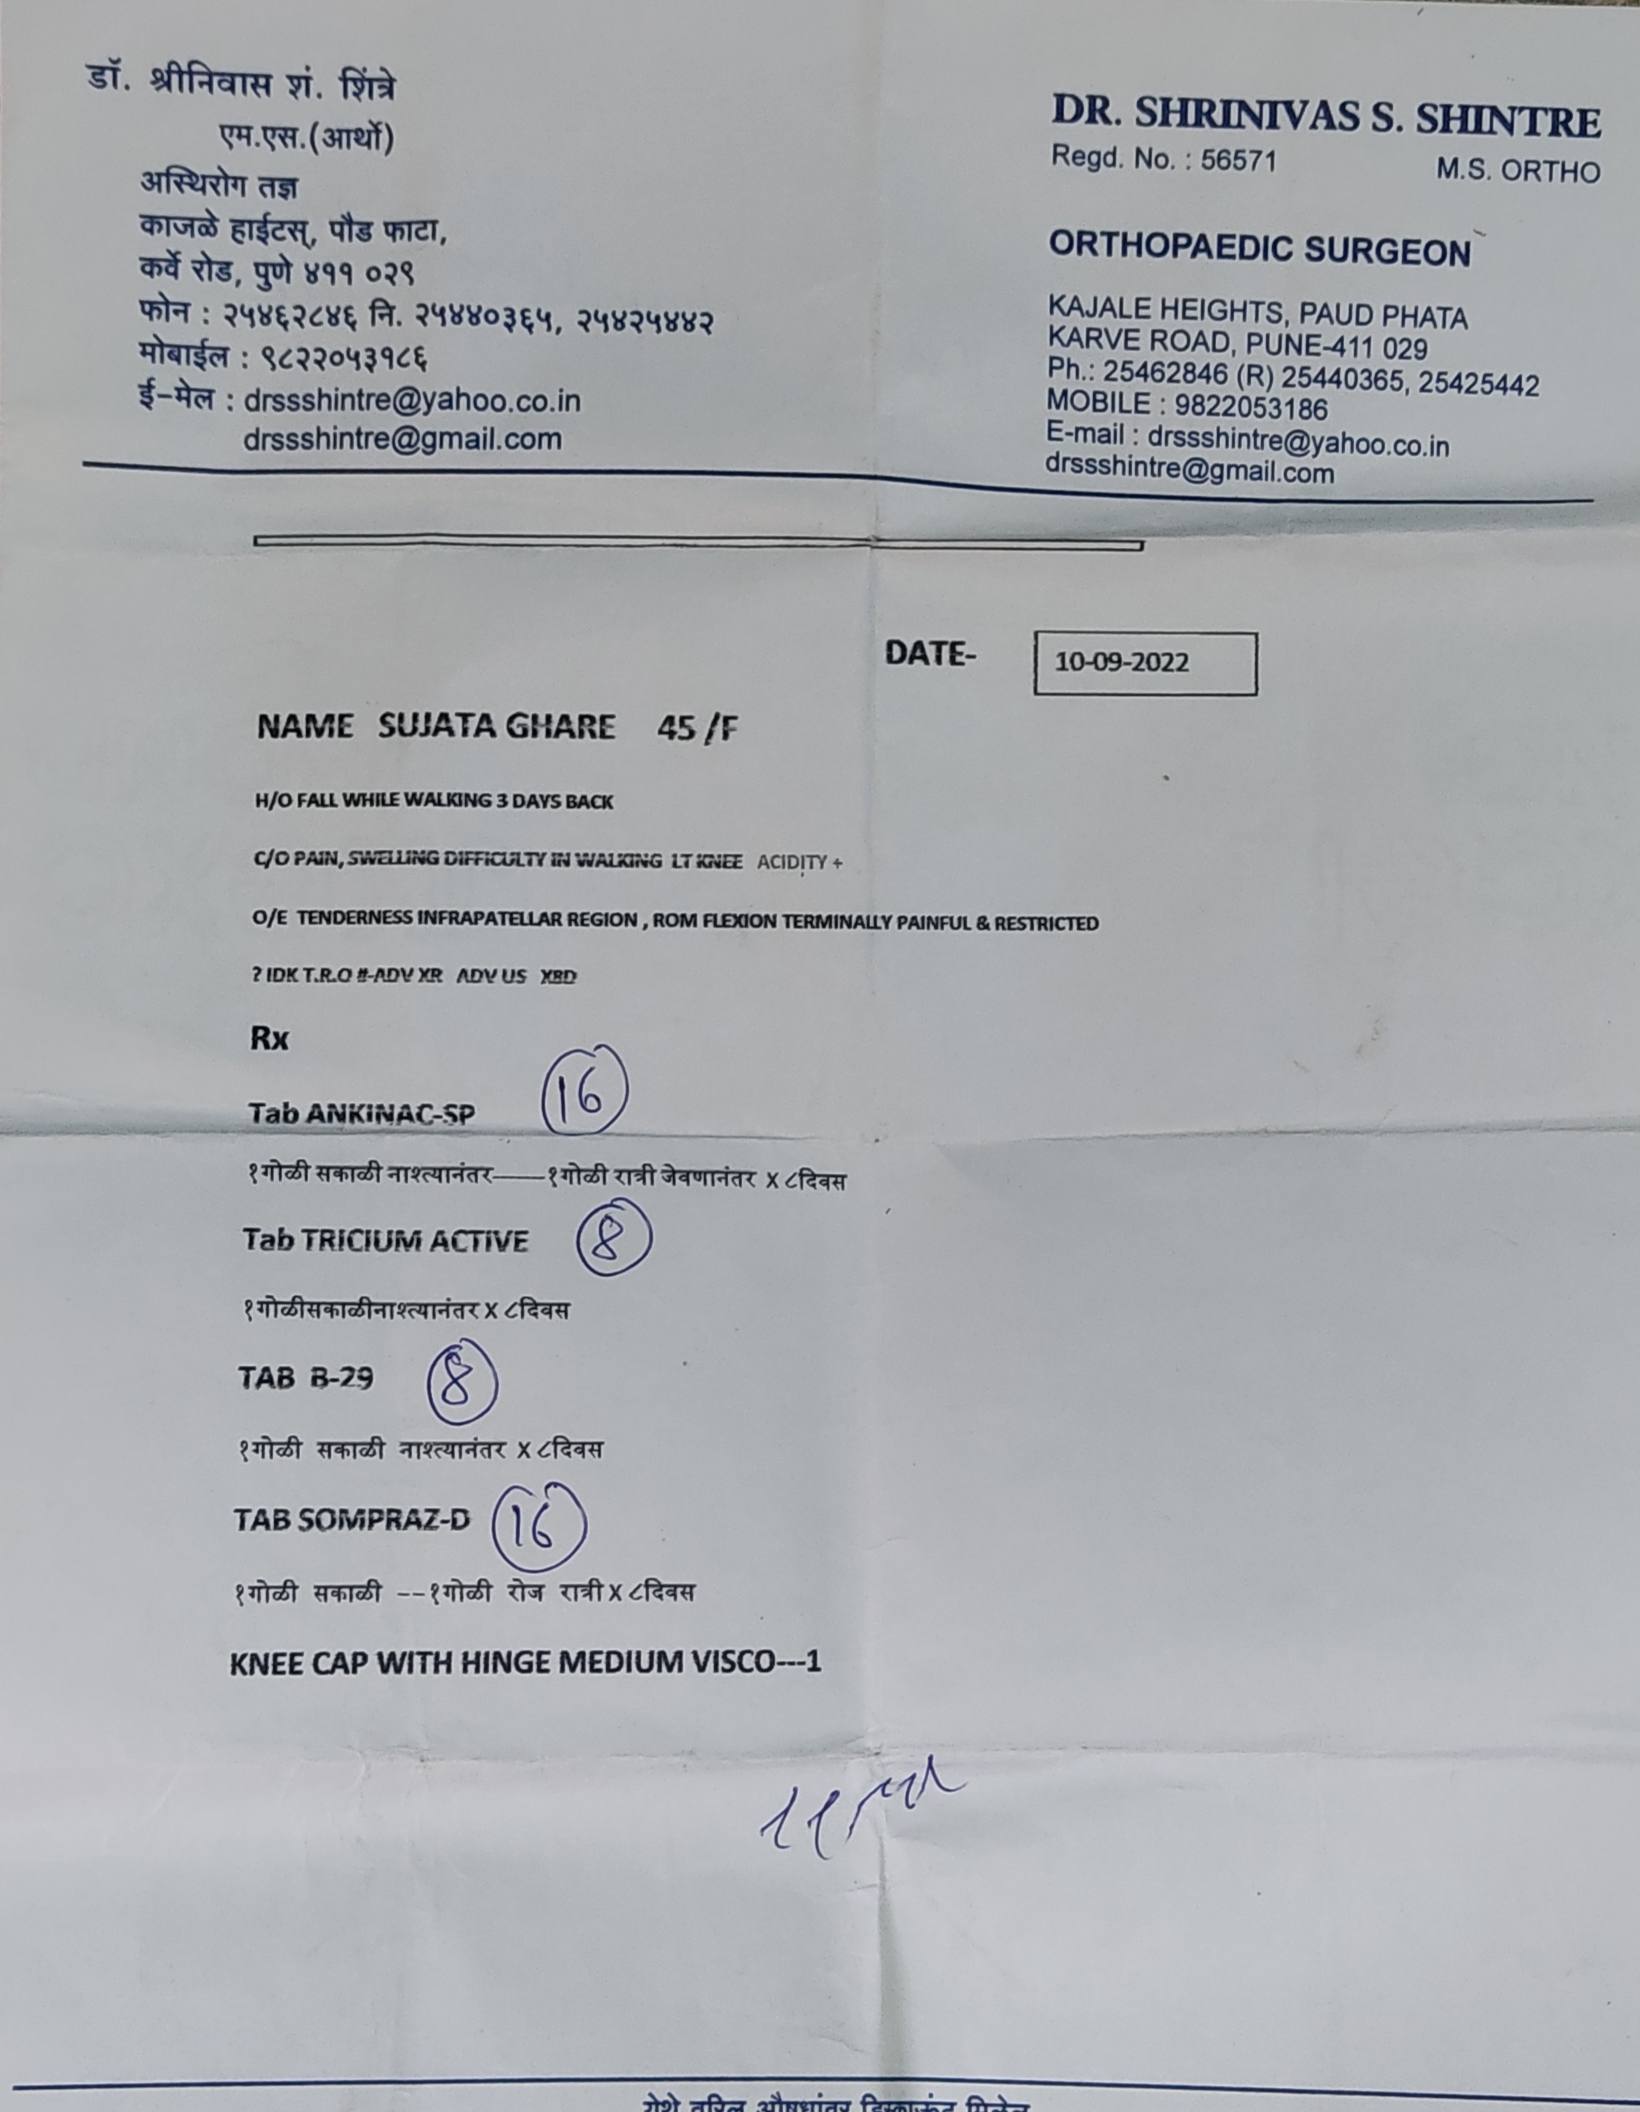 डॉ. श्रीनिवास शं. शिंत्रे
एम.एस.(आर्थो)
अस्थिरोग तज्ञ
काजळे हाईटस्, पौड फाटा,
कर्वे रोड, पुणे ४११ ०२९
फोन : २५४६२८४६ नि. २५४४०३६५, २५४२५४४२
मोबाईल : ९८२२०५३१८६
ई-मेल : drssshintre@yahoo.co.in
drssshintre@gmail.com
DR. SHRINIVAS S. SHINTRE
Regd. No. : 56571 M.S. ORTHO
ORTHOPAEDIC SURGEON
KAJALE HEIGHTS, PAUD PHATA
KARVE ROAD, PUNE-411 029
Ph.: 25462846 (R) 25440365, 25425442
MOBILE : 9822053186
E-mail : drssshintre@yahoo.co.in
drssshintre@gmail.com
DATE- 10-09-2022
NAME SUJATA GHARE 45 /F
H/O FALL WHILE WALKING 3 DAYS BACK
C/O PAIN, SWELLING DIFFICULTY IN WALKING LT KNEE ACIDITY +
O/E TENDERNESS INFRAPATELLAR REGION , ROM FLEXION TERMINALLY PAINFUL & RESTRICTED
? IDK T.R.O #-ADV XR ADV US XBD
Rx
Tab ANKINAC-SP 16
१गोळी सकाळी नाश्त्यानंतर——१गोळी रात्री जेवणानंतर X ८दिवस
Tab TRICIUM ACTIVE 8
१गोळीसकाळीनाश्त्यानंतर X ८दिवस
TAB B-29 8
१गोळी सकाळी नाश्त्यानंतर X ८दिवस
TAB SOMPRAZ-D 16
१गोळी सकाळी --१गोळी रोज रात्री X ८दिवस
KNEE CAP WITH HINGE MEDIUM VISCO---1
येथे वरिल औषधांवर डिस्काऊंट मिळेल